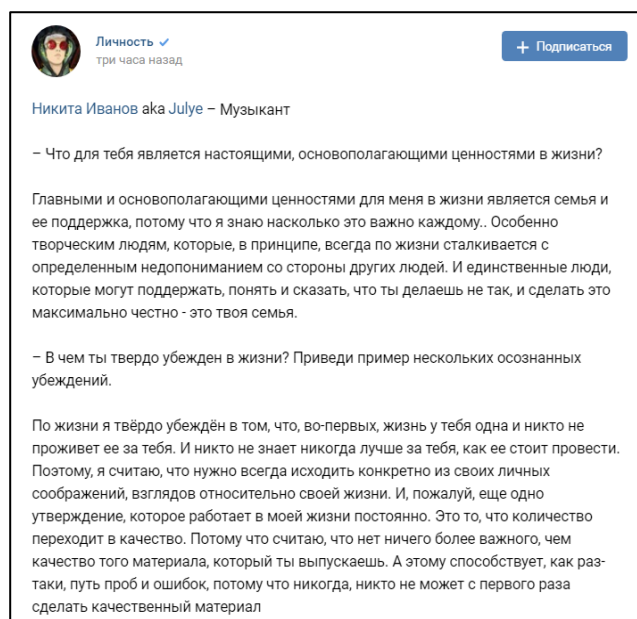 Личность
три часа назад
+ Подписаться
Никита Иванов aka Julye – Музыкант
– Что для тебя является настоящими, основополагающими ценностями в жизни?
Главными и основополагающими ценностями для меня в жизни является семья и
ее поддержка, потому что я знаю насколько это важно каждому.. Особенно
творческим людям, которые, в принципе, всегда по жизни сталкивается с
определенным недопониманием со стороны других людей. И единственные люди,
которые могут поддержать, понять и сказать, что ты делаешь не так, и сделать это
максимально честно - это твоя семья.
– В чем ты твердо убежден в жизни? Приведи пример нескольких осознанных
убеждений.
По жизни я твёрдо убеждён в том, что, во-первых, жизнь у тебя одна и никто не
проживет ее за тебя. И никто не знает никогда лучше за тебя, как ее стоит провести.
Поэтому, я считаю, что нужно всегда исходить конкретно из своих личных
соображений, взглядов относительно своей жизни. И, пожалуй, еще одно
утверждение, которое работает в моей жизни постоянно. Это то, что количество
переходит в качество. Потому что считаю, что нет ничего более важного, чем
качество того материала, который ты выпускаешь. А этому способствует, как раз-
таки, путь проб и ошибок, потому что никогда, никто не может с первого раза
сделать качественный материал